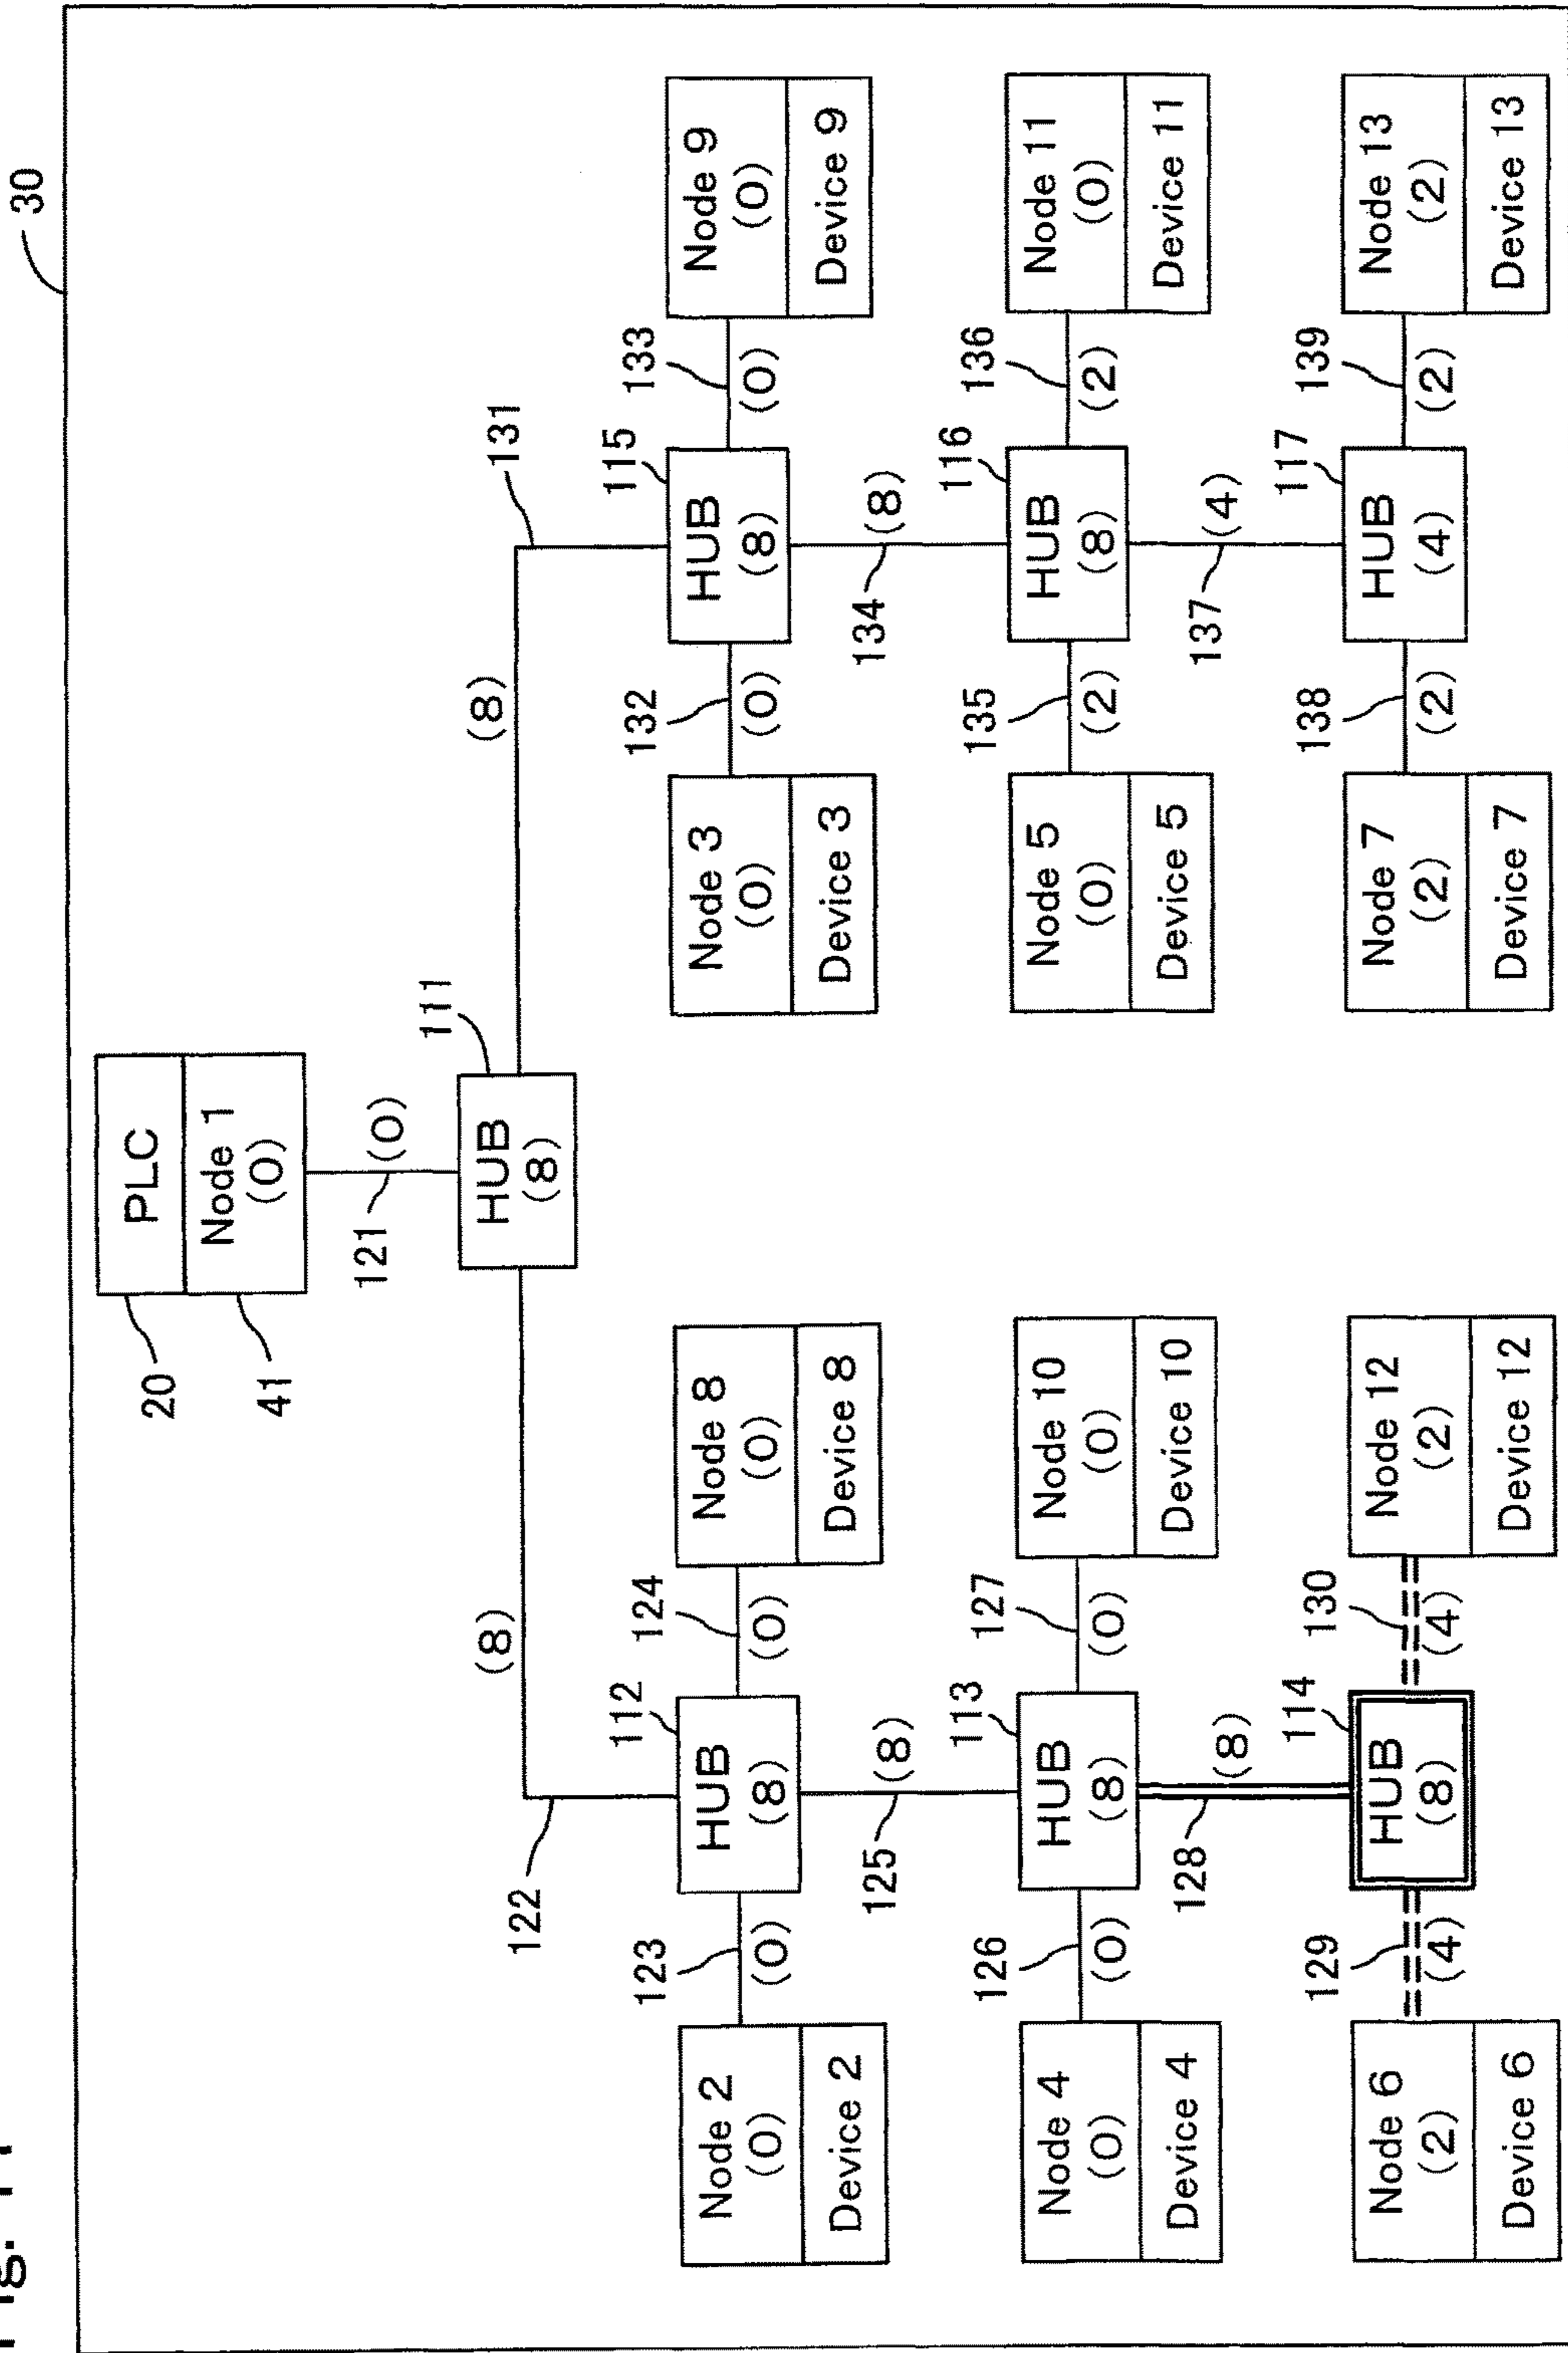 Fig.
30
PLC
Node 1
(0)
20
41
121
(0)
111
HUB
(8)
(8)
(8)
122
131
Node 2
(0)
Device 2
123
(0)
112
HUB
(8)
124
(0)
Node 8
(0)
Device 8
Node 3
(0)
Device 3
132
(0)
115
HUB
(8)
133
(0)
Node 9
(0)
Device 9
125
(8)
134
(8)
Node 4
(0)
Device 4
126
(0)
113
HUB
(8)
127
(0)
Node 10
(0)
Device 10
Node 5
(0)
Device 5
135
(2)
116
HUB
(8)
136
(2)
Node 11
(0)
Device 11
128
(8)
137
(4)
Node 6
(2)
Device 6
129
(4)
114
HUB
(8)
130
(4)
Node 12
(2)
Device 12
Node 7
(2)
Device 7
138
(2)
117
HUB
(4)
139
(2)
Node 13
(2)
Device 13